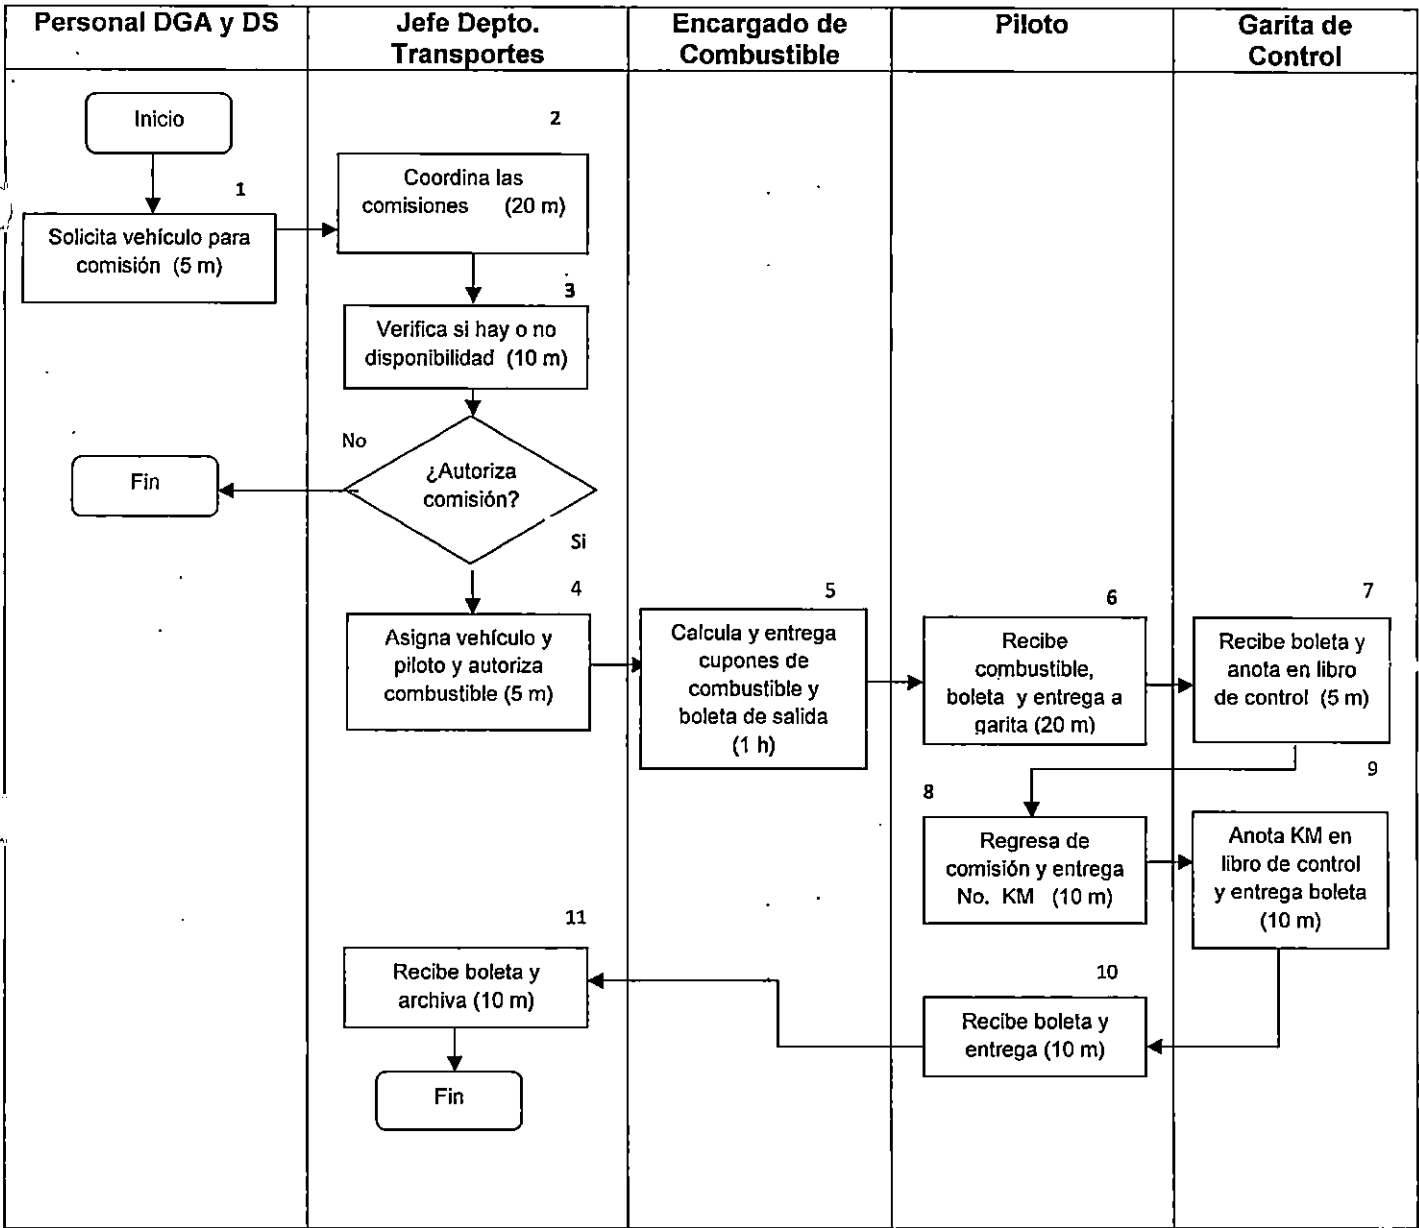 Personal DGA y DS
Jefe Depto.
Transportes
Encargado de
Combustible
Piloto
Garita de
Control
Inicio
1
Solicita vehículo para
comisión (5 m)
2
Coordina las
comisiones (20 m)
3
Verifica si hay o no
disponibilidad (10 m)
No
¿Autoriza
comisión?
Fin
Si
4
Asigna vehículo y
piloto y autoriza
combustible (5 m)
5
Calcula y entrega
cupones de
combustible y
boleta de salida
(1 h)
6
Recibe
combustible,
boleta y entrega a
garita (20 m)
7
Recibe boleta y
anota en libro
de control (5 m)
8
Regresa de
comisión y entrega
No. KM (10 m)
9
Anota KM en
libro de control
y entrega boleta
(10 m)
10
Recibe boleta y
entrega (10 m)
11
Recibe boleta y
archiva (10 m)
Fin